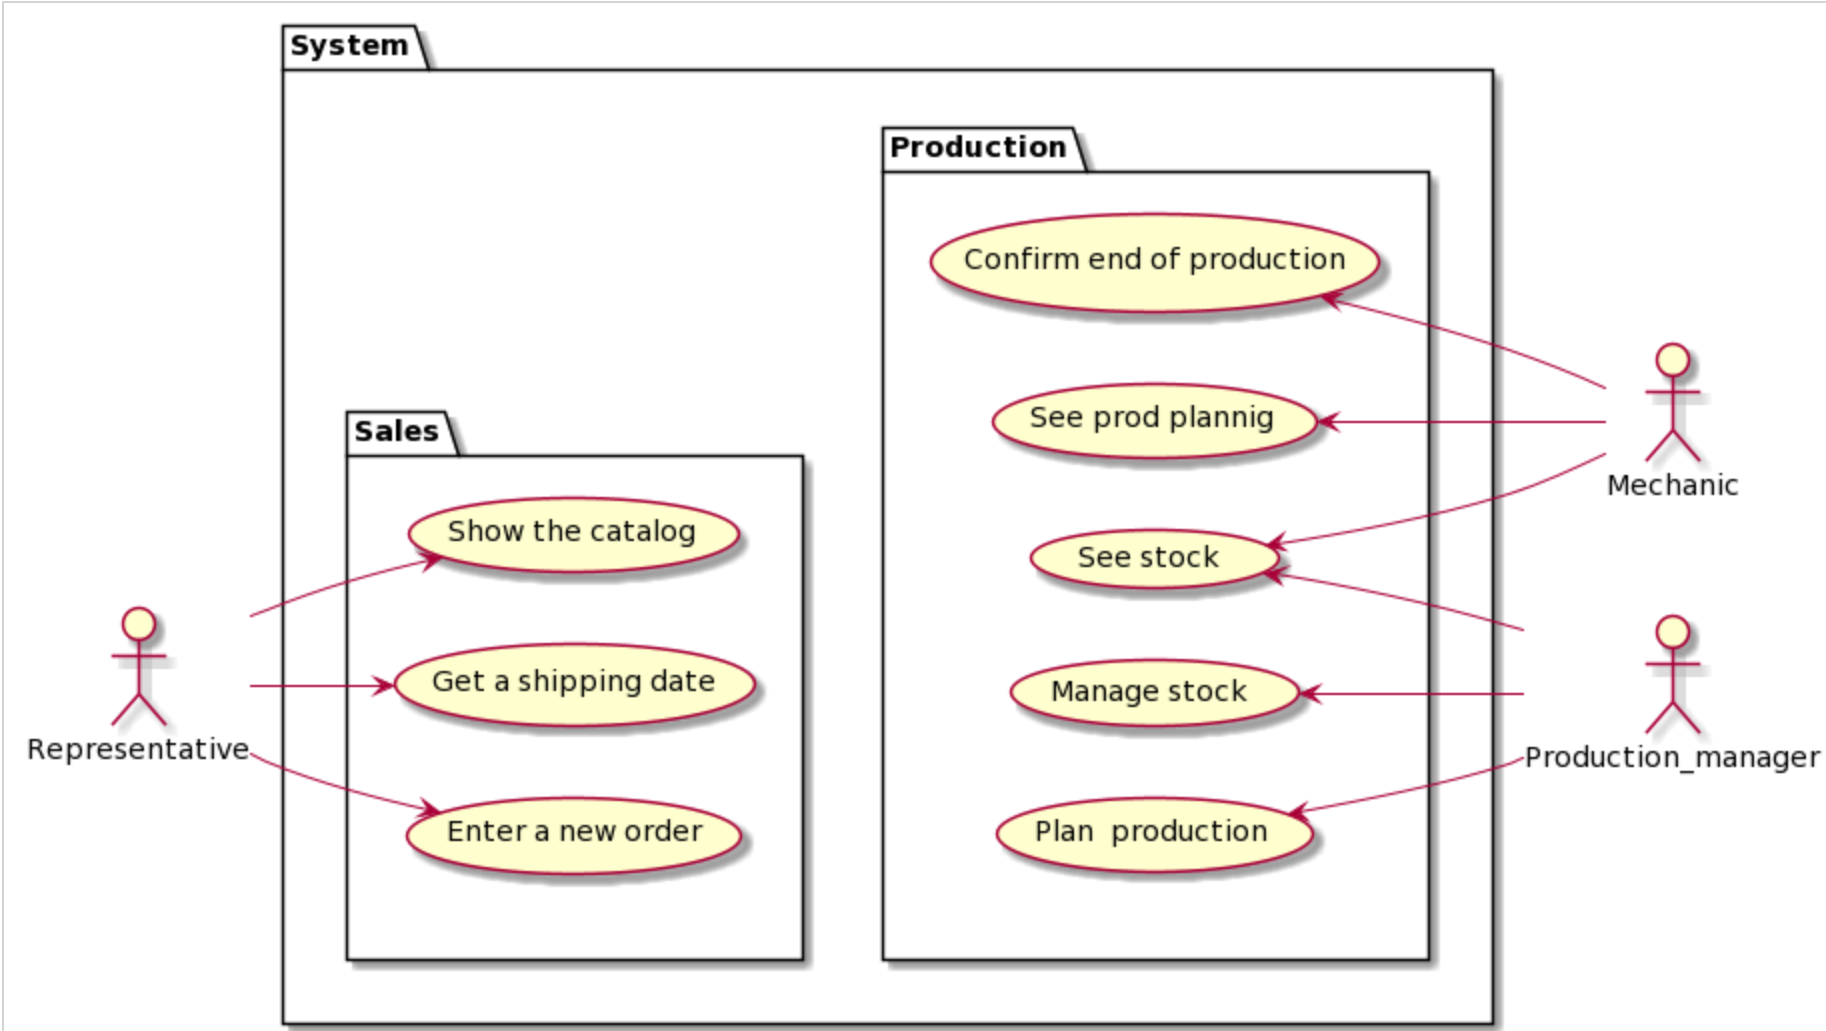 System
Production
Confirm end of production
See prod plannig
Mechanic
Sales
Show the catalog
See stock
Get a shipping date
Manage stock
Representative
Production_manager
Enter a new order
Plan  production